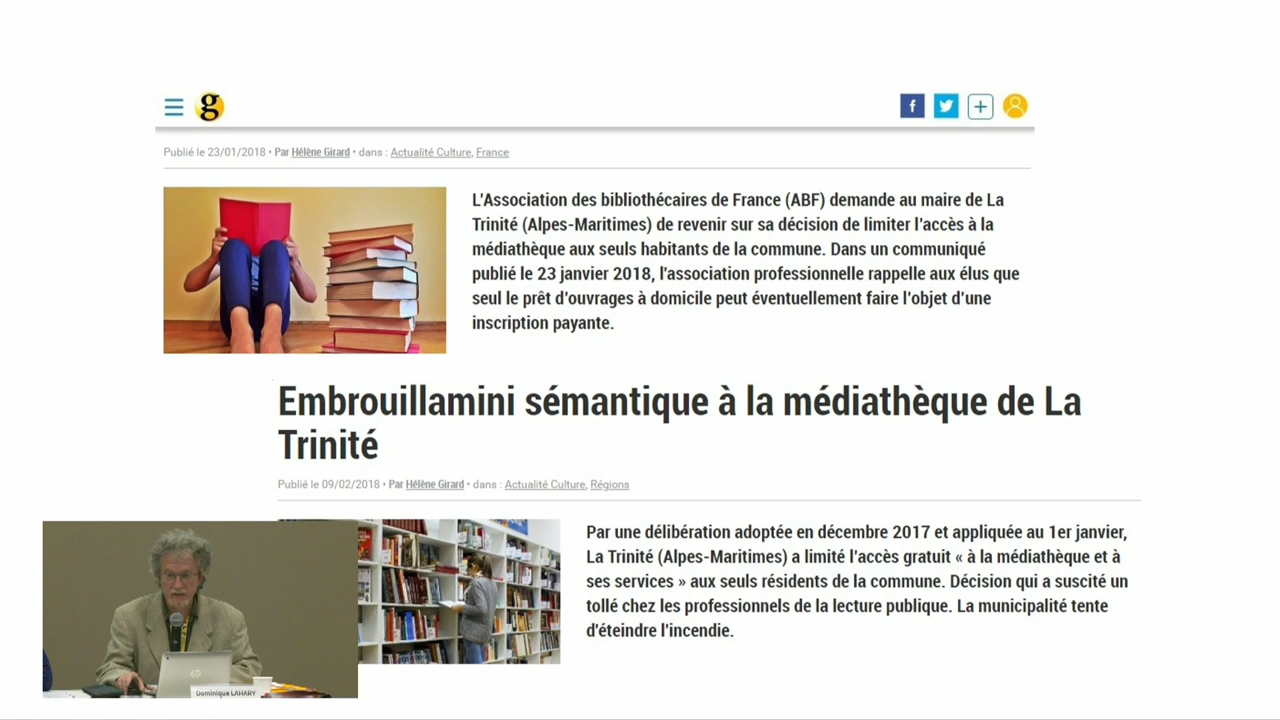 g
f
Publié le 23/01/2018 • Par Hélène Girard • dans : Actualité Culture, France
L'Association des bibliothécaires de France (ABF) demande au maire de La
Trinité (Alpes-Maritimes) de revenir sur sa décision de limiter l'accès à la
médiathèque aux seuls habitants de la commune. Dans un communiqué
publié le 23 janvier 2018, l'association professionnelle rappelle aux élus que
seul le prêt d'ouvrages à domicile peut éventuellement faire l'objet d'une
inscription payante.
Embrouillamini sémantique à la médiathèque de La
Trinité
Publié le 09/02/2018 • Par Hélène Girard • dans : Actualité Culture, Régions
Par une délibération adoptée en décembre 2017 et appliquée au 1er janvier,
La Trinité (Alpes-Maritimes) a limité l'accès gratuit « à la médiathèque et à
ses services » aux seuls résidents de la commune. Décision qui a suscité un
tollé chez les professionnels de la lecture publique. La municipalité tente
d'éteindre l'incendie.
hp
Dominique LAHARY